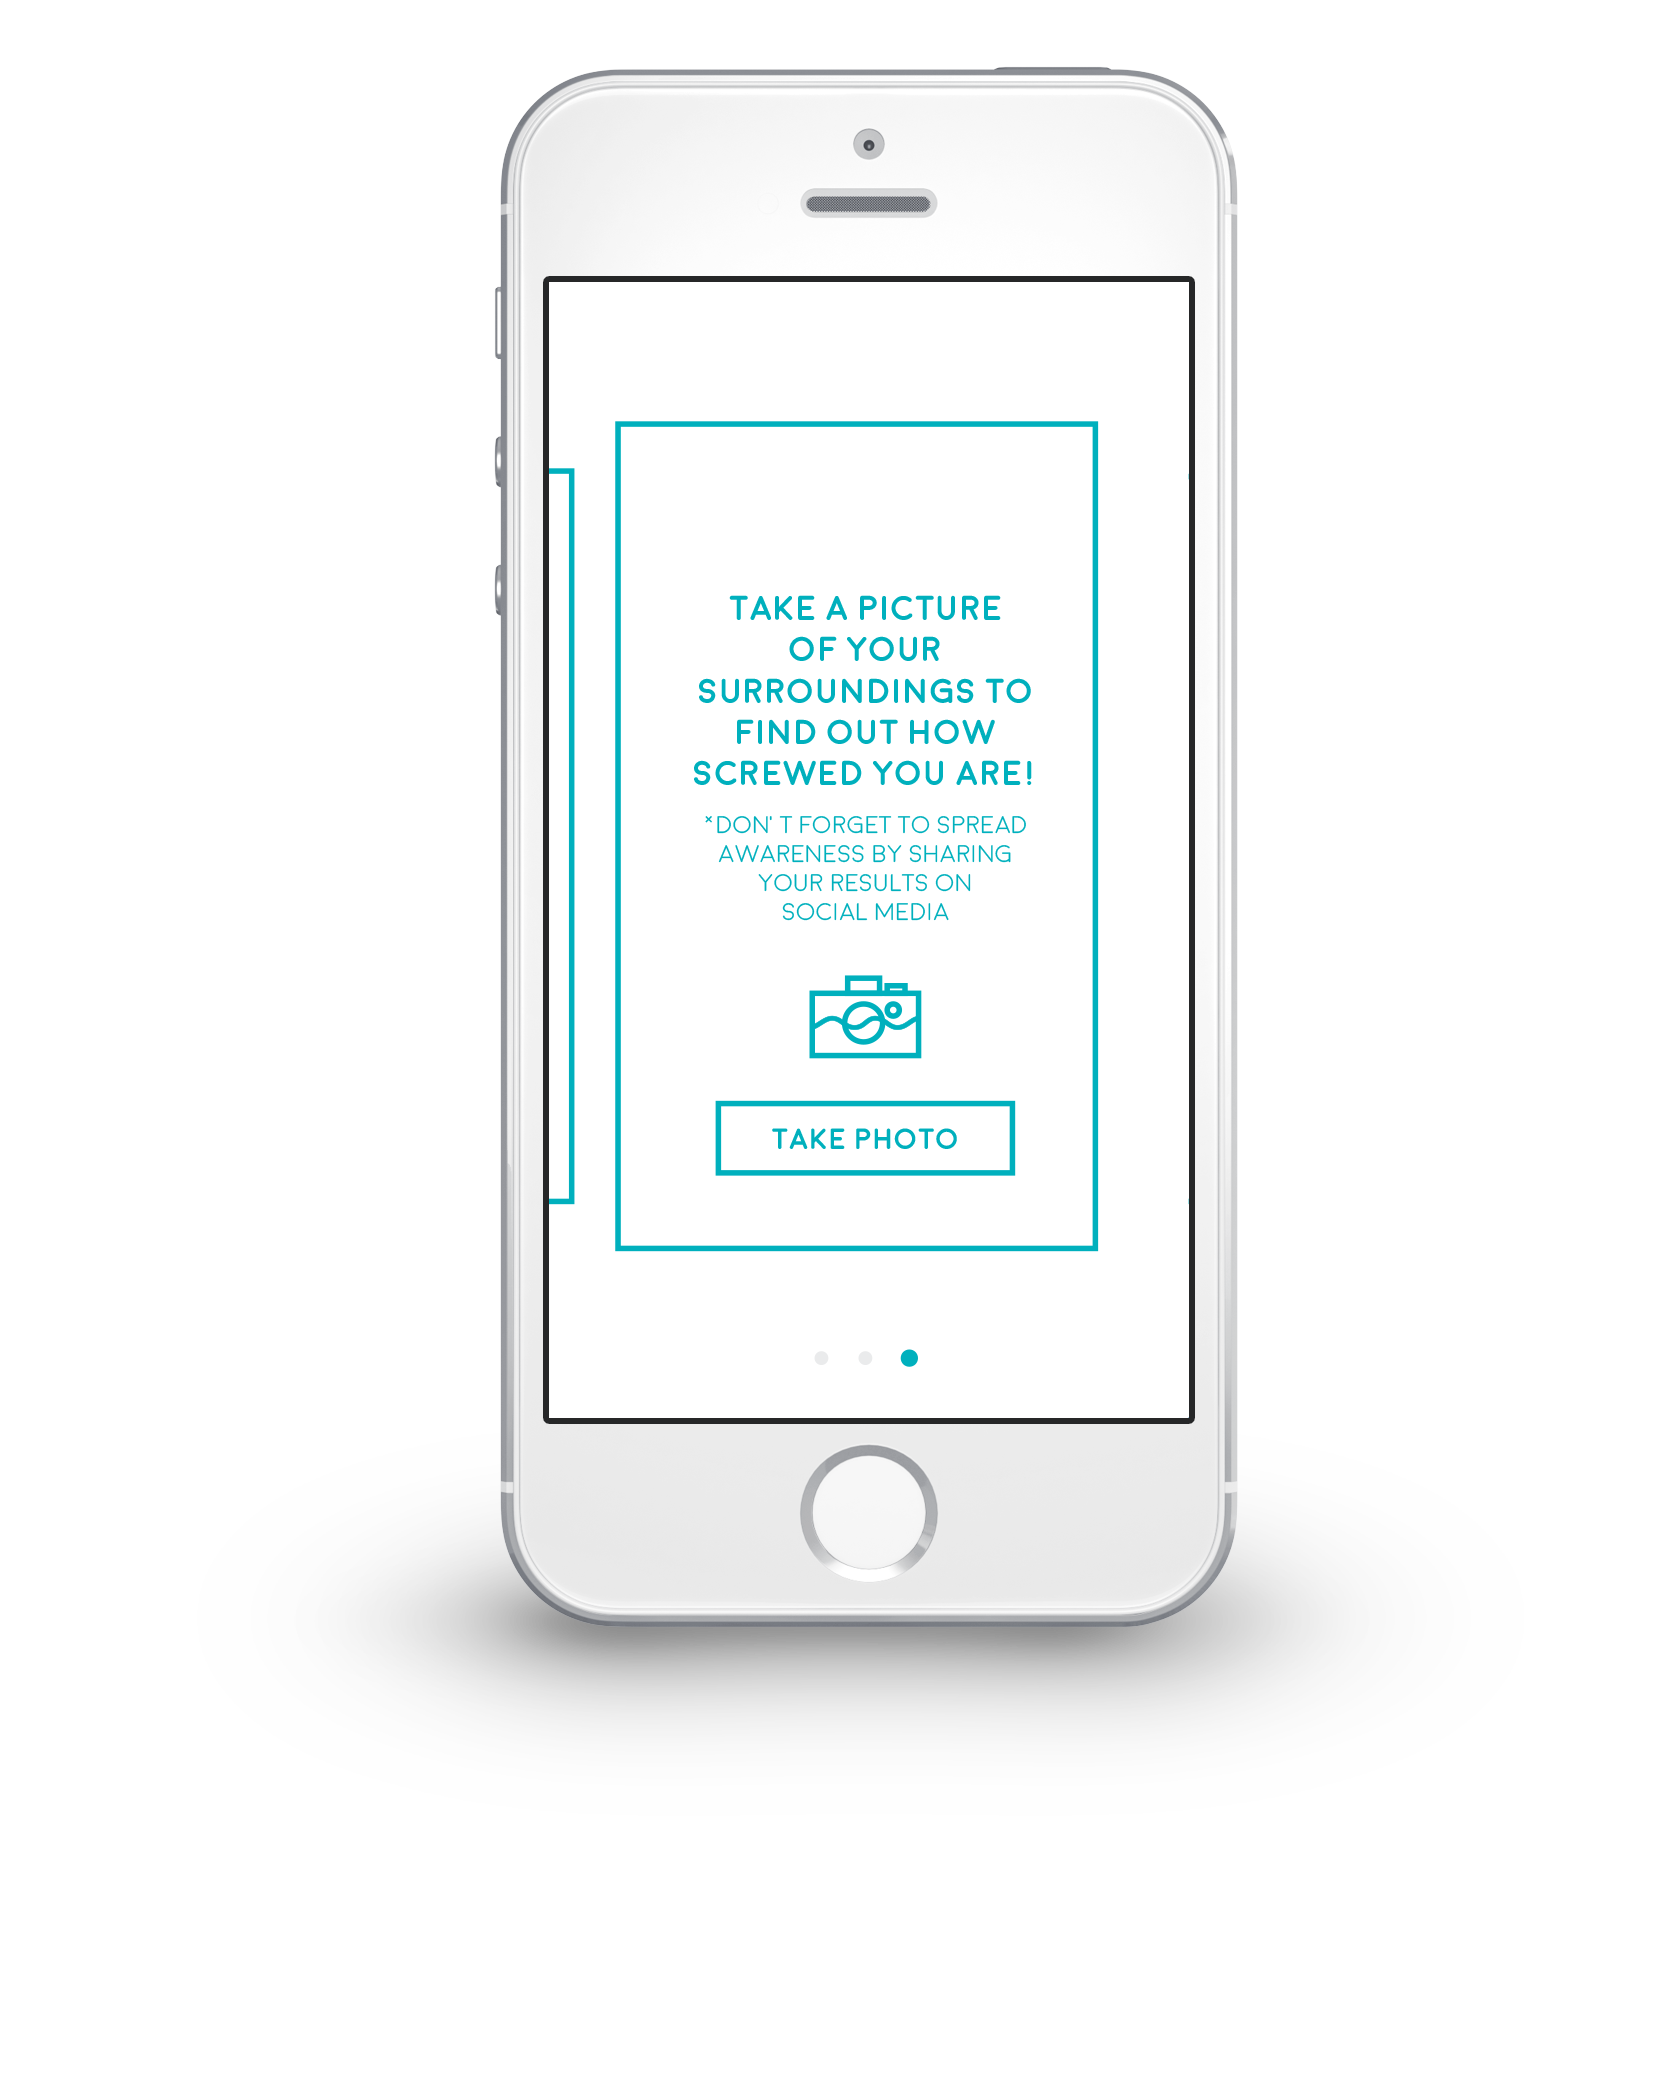 TAKE A PICTURE
OF YOUR
SURROUNDINGS TO
FIND OUT HOW
SCREWED YOU ARE!
*DON' T FORGET TO SPREAD
AWARENESS BY SHARING
YOUR RESULTS ON
SOCIAL MEDIA
TAKE PHOTO